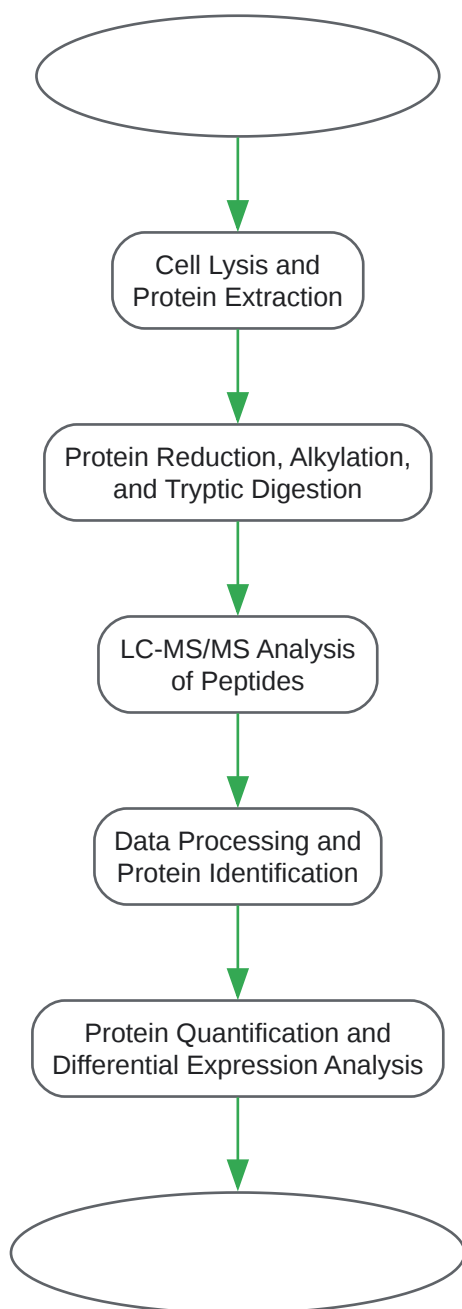 Cell Lysis and
Protein Extraction
Protein Reduction, Alkylation,
and Tryptic Digestion
LC-MS/MS Analysis
of Peptides
Data Processing and
Protein Identification
Protein Quantification and
Differential Expression Analysis